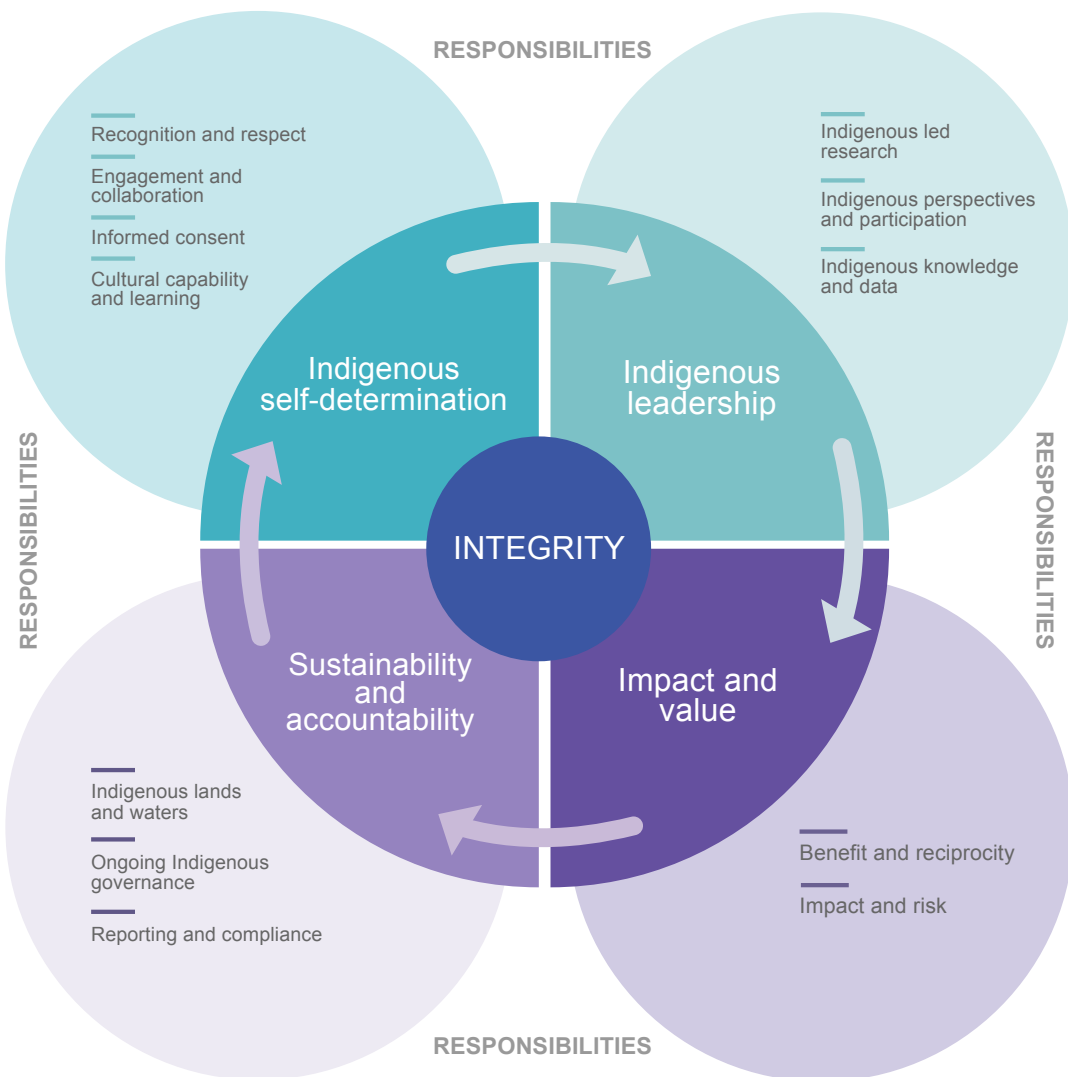 RESPONSIBILITIES
Recognition and respect
Engagement and
collaboration
Informed consent
Cultural capability
and learning
Indigenous led
research
Indigenous perspectives
and participation
Indigenous knowledge
and data
Indigenous
self-determination
Indigenous
leadership
RESPONSIBILITIES
INTEGRITY
RESPONSIBILITIES
Sustainability
and
accountability
Impact and
value
Indigenous lands
and waters
Ongoing Indigenous
governance
Reporting and compliance
Benefit and reciprocity
Impact and risk
RESPONSIBILITIES